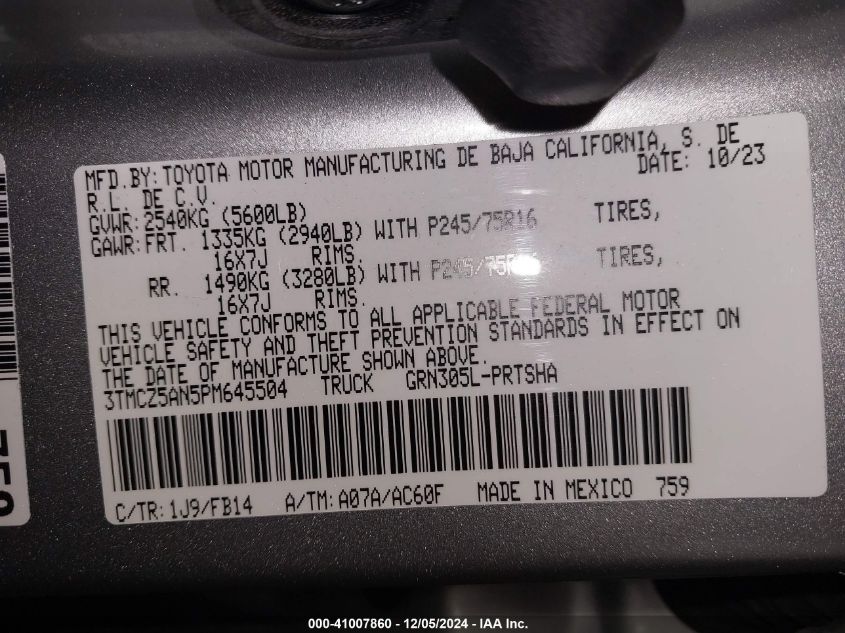 MFD.BY: TOYOTA MOTOR MANUFACTURING DE BAJA CALIFORNIA, S. DE
R.L. DE C.V. DATE: 10/23
GVWR: 2540KG (5600LB)
GAWR: FRT. 1335KG (2940LB) WITH P245/75R16 TIRES,
16X7J RIMS.
RR. 1490KG (3280LB) WITH P245/75R16 TIRES,
16X7J RIMS.
THIS VEHICLE CONFORMS TO ALL APPLICABLE FEDERAL MOTOR
VEHICLE SAFETY AND THEFT PREVENTION STANDARDS IN EFFECT ON
THE DATE OF MANUFACTURE SHOWN ABOVE.
3TMCZ5AN5PM645504 TRUCK GRN305L-PRTSHA
C/TR: 1J9/FB14 A/TM: A07A/AC60F MADE IN MEXICO 759
000-41007860 - 12/05/2024 - IAA Inc.